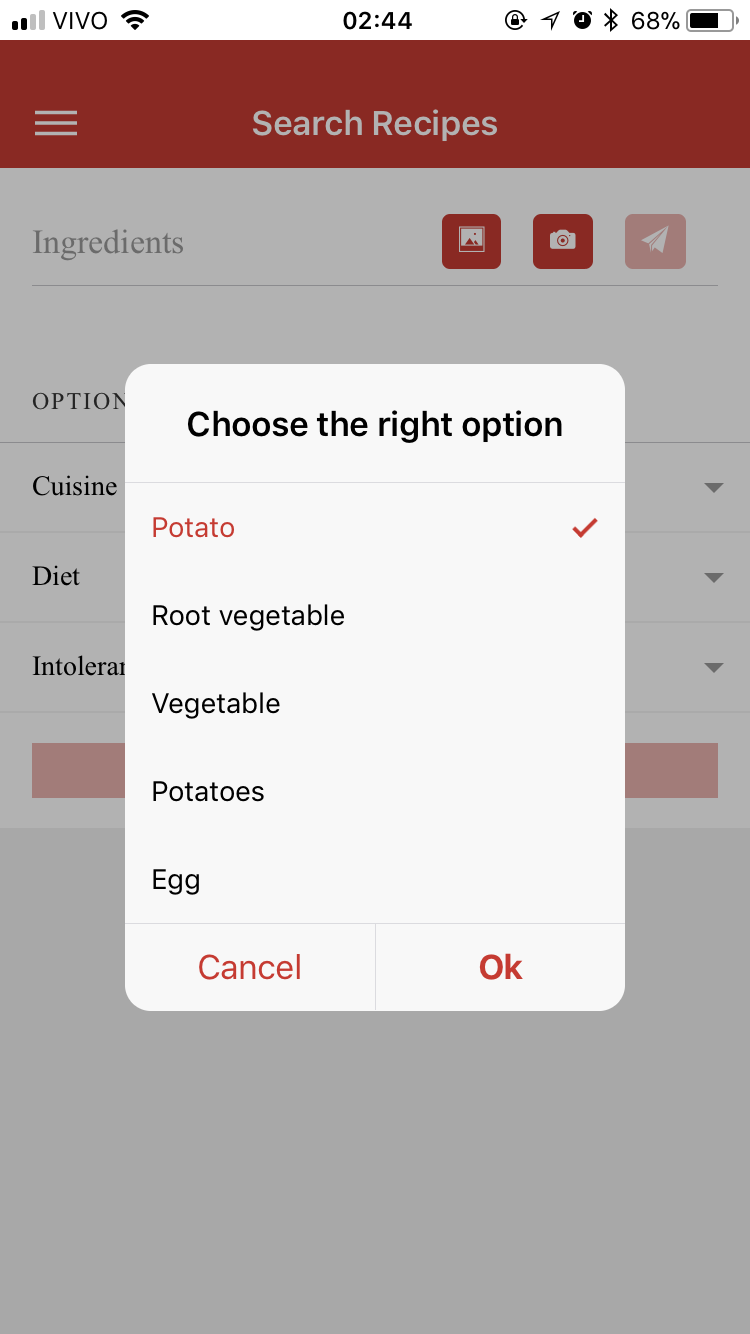 VIVO 02:44 68%
Search Recipes
Ingredients
OPTION
Choose the right option
Cuisine
Potato
Diet
Root vegetable
Intoleran
Vegetable
Potatoes
Egg
Cancel Ok